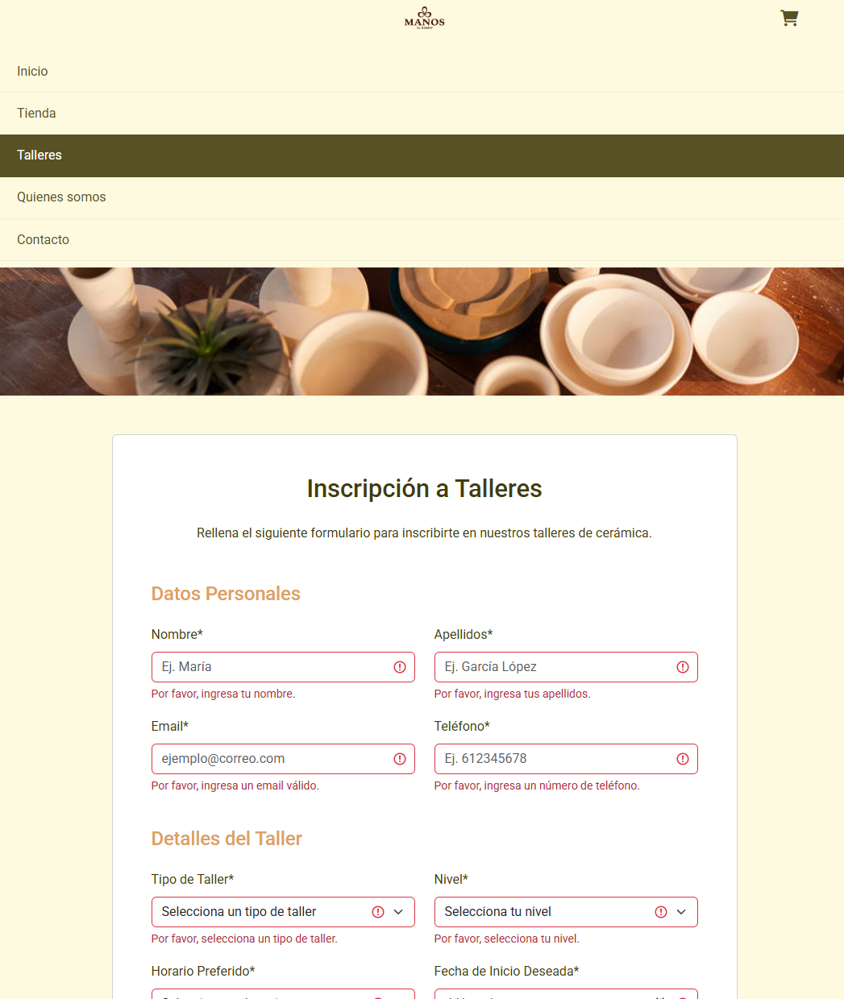 MANOS
AL BARRO
Inicio
Tienda
Talleres
Quienes somos
Contacto
Inscripción a Talleres
Rellena el siguiente formulario para inscribirte en nuestros talleres de cerámica.
Datos Personales
Nombre* Apellidos*
Ej. María Ej. García López
Por favor, ingresa tu nombre. Por favor, ingresa tus apellidos.
Email* Teléfono*
ejemplo@correo.com Ej. 612345678
Por favor, ingresa un email válido. Por favor, ingresa un número de teléfono.
Detalles del Taller
Tipo de Taller* Nivel*
Selecciona un tipo de taller Selecciona tu nivel
Por favor, selecciona un tipo de taller. Por favor, selecciona tu nivel.
Horario Preferido* Fecha de Inicio Deseada*